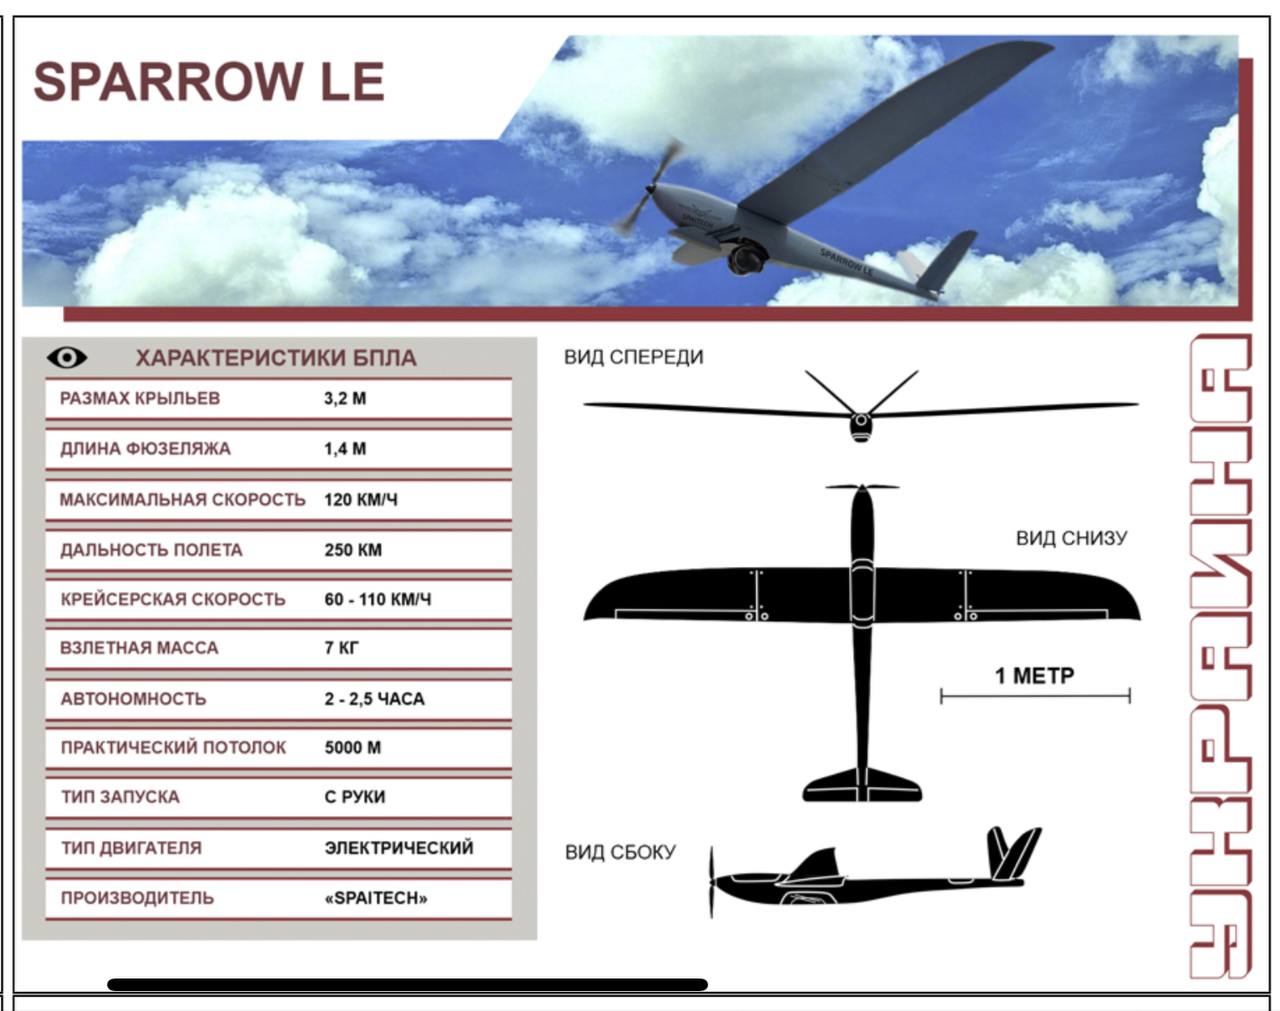 SPARROW LE
SPAITECH
SPARROW LE
ХАРАКТЕРИСТИКИ БПЛА
РАЗМАХ КРЫЛЬЕВ 3,2 М
ДЛИНА ФЮЗЕЛЯЖА 1,4 М
МАКСИМАЛЬНАЯ СКОРОСТЬ 120 КМ/Ч
ДАЛЬНОСТЬ ПОЛЕТА 250 КМ
КРЕЙСЕРСКАЯ СКОРОСТЬ 60 - 110 КМ/Ч
ВЗЛЕТНАЯ МАССА 7 КГ
АВТОНОМНОСТЬ 2 - 2,5 ЧАСА
ПРАКТИЧЕСКИЙ ПОТОЛОК 5000 М
ТИП ЗАПУСКА С РУКИ
ТИП ДВИГАТЕЛЯ ЭЛЕКТРИЧЕСКИЙ
ПРОИЗВОДИТЕЛЬ «SPAITECH»
ВИД СПЕРЕДИ
ВИД СНИЗУ
1 МЕТР
ВИД СБОКУ
УКРАИНА